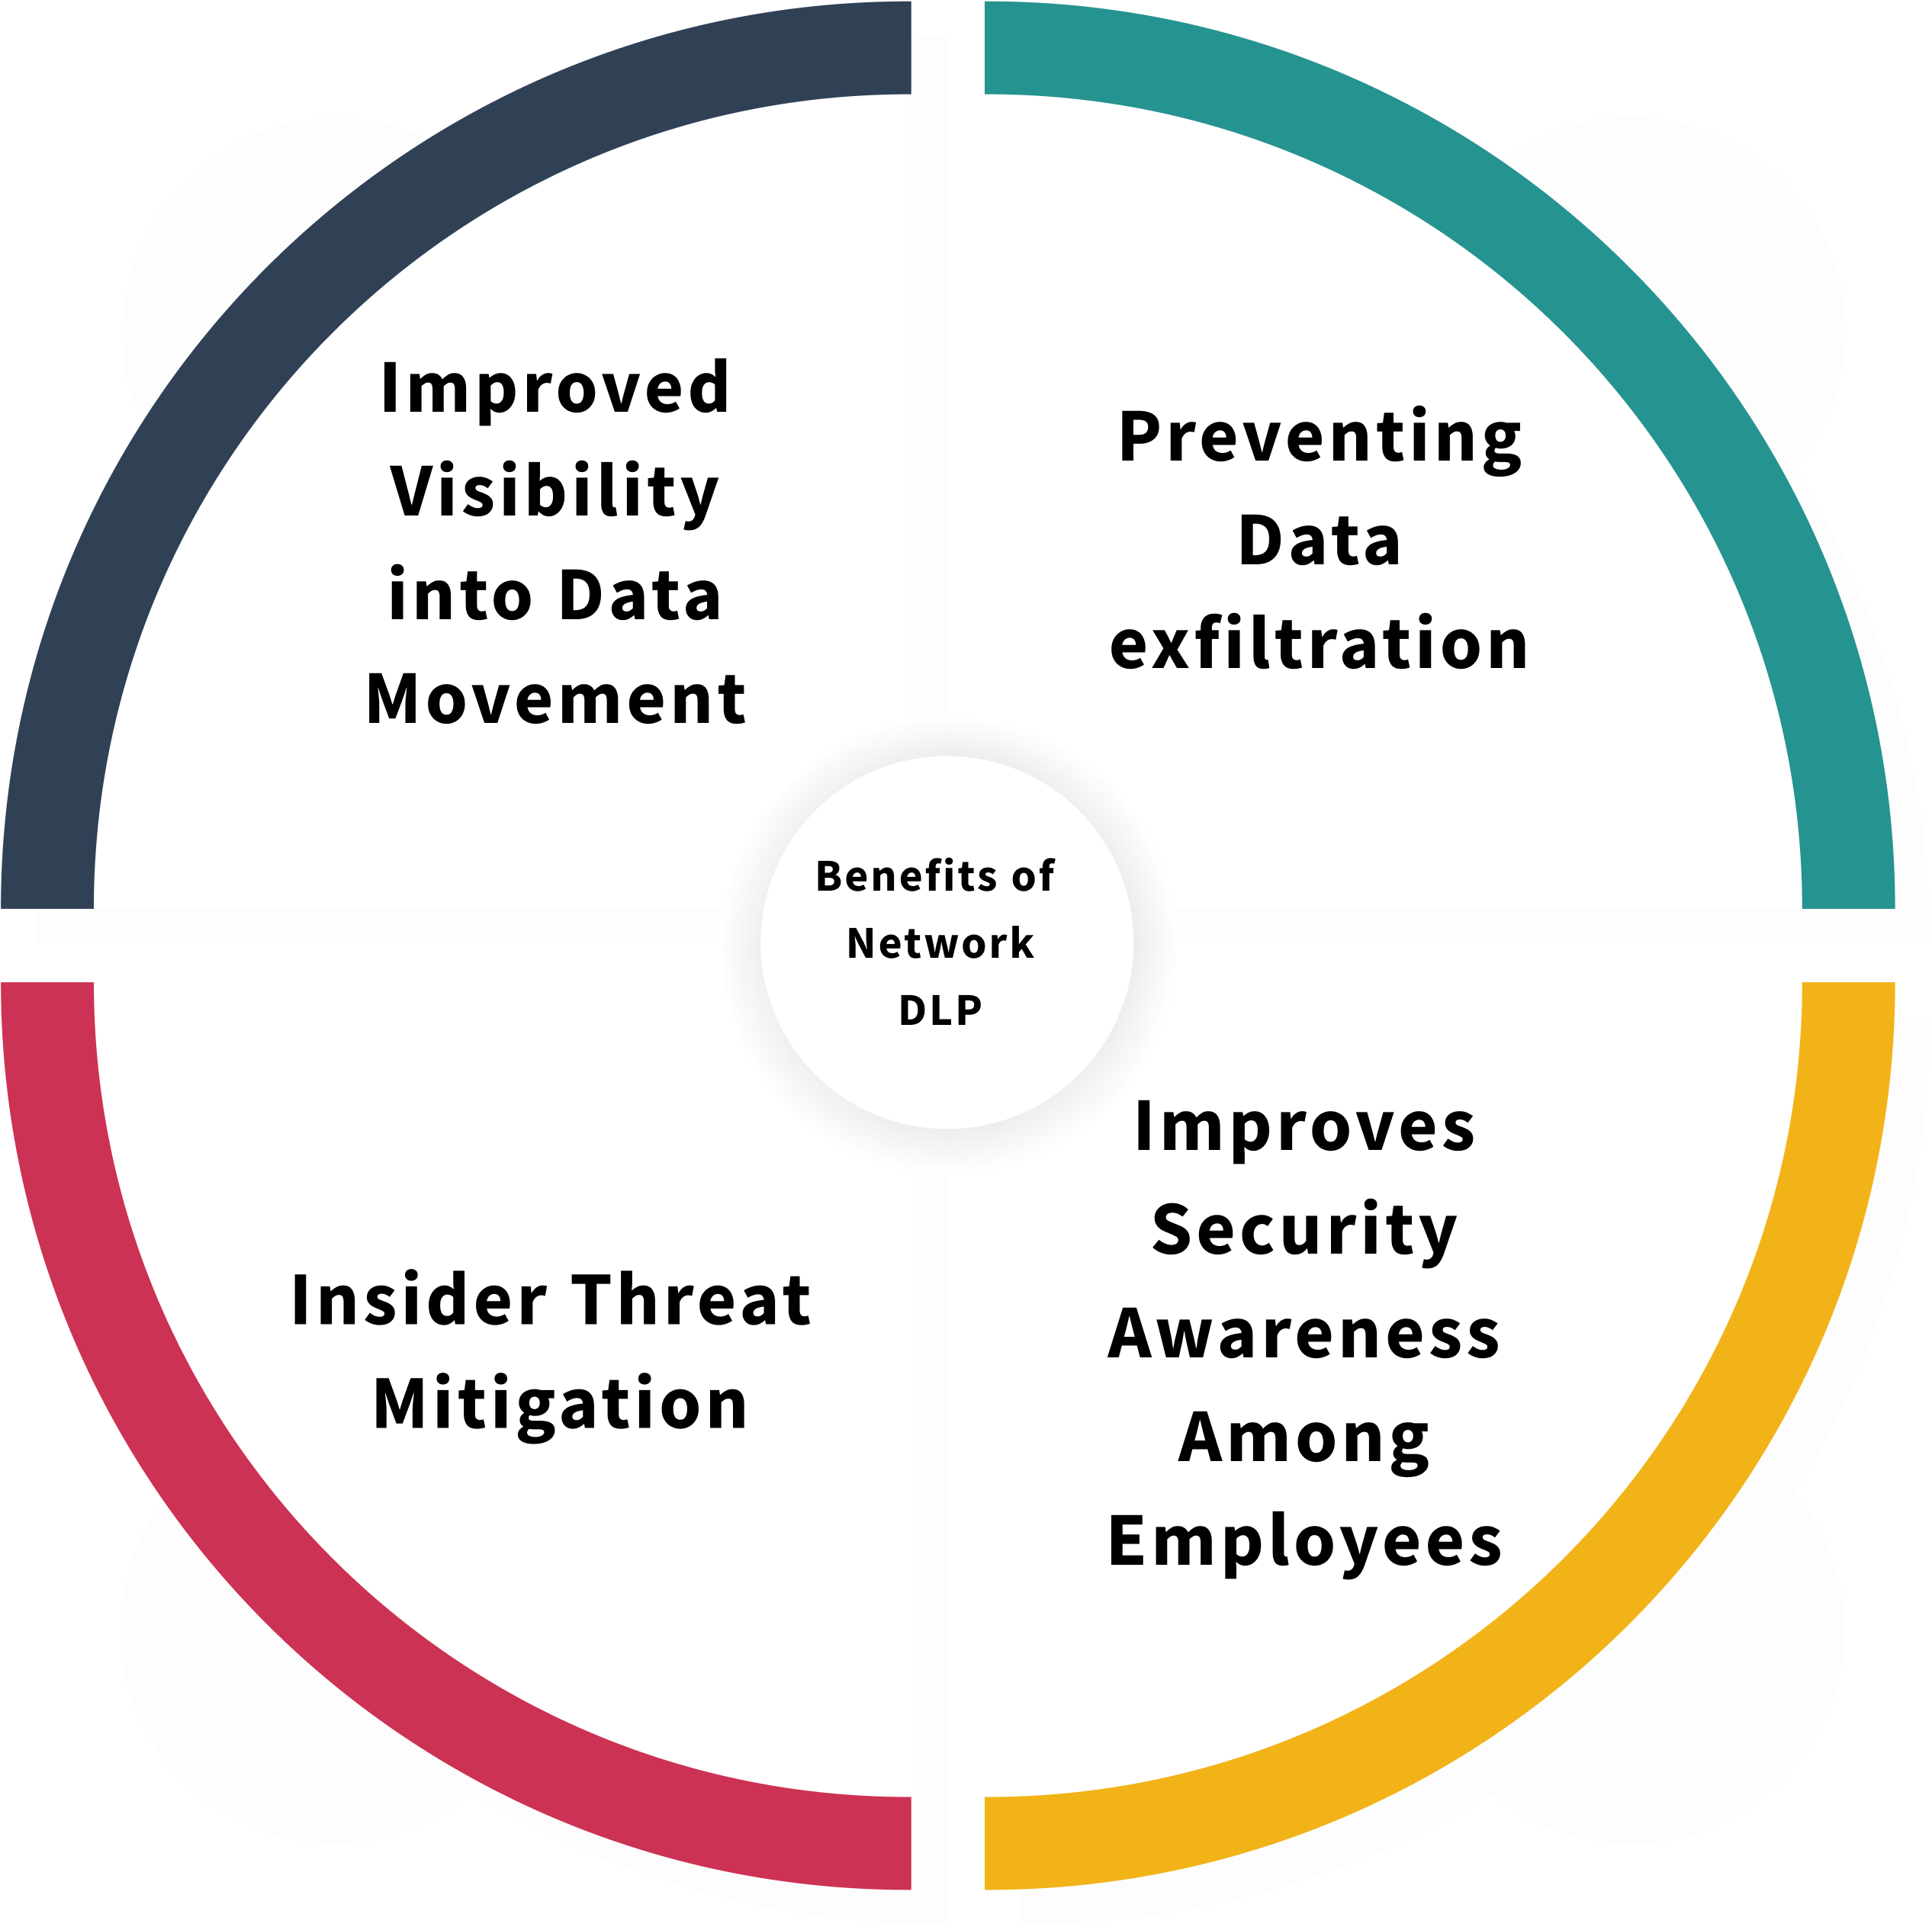 Improved
Visibility
into Data
Movement
Preventing
Data
exfiltration
Benefits of
Network
DLP
Insider Threat
Mitigation
Improves
Security
Awareness
Among
Employees